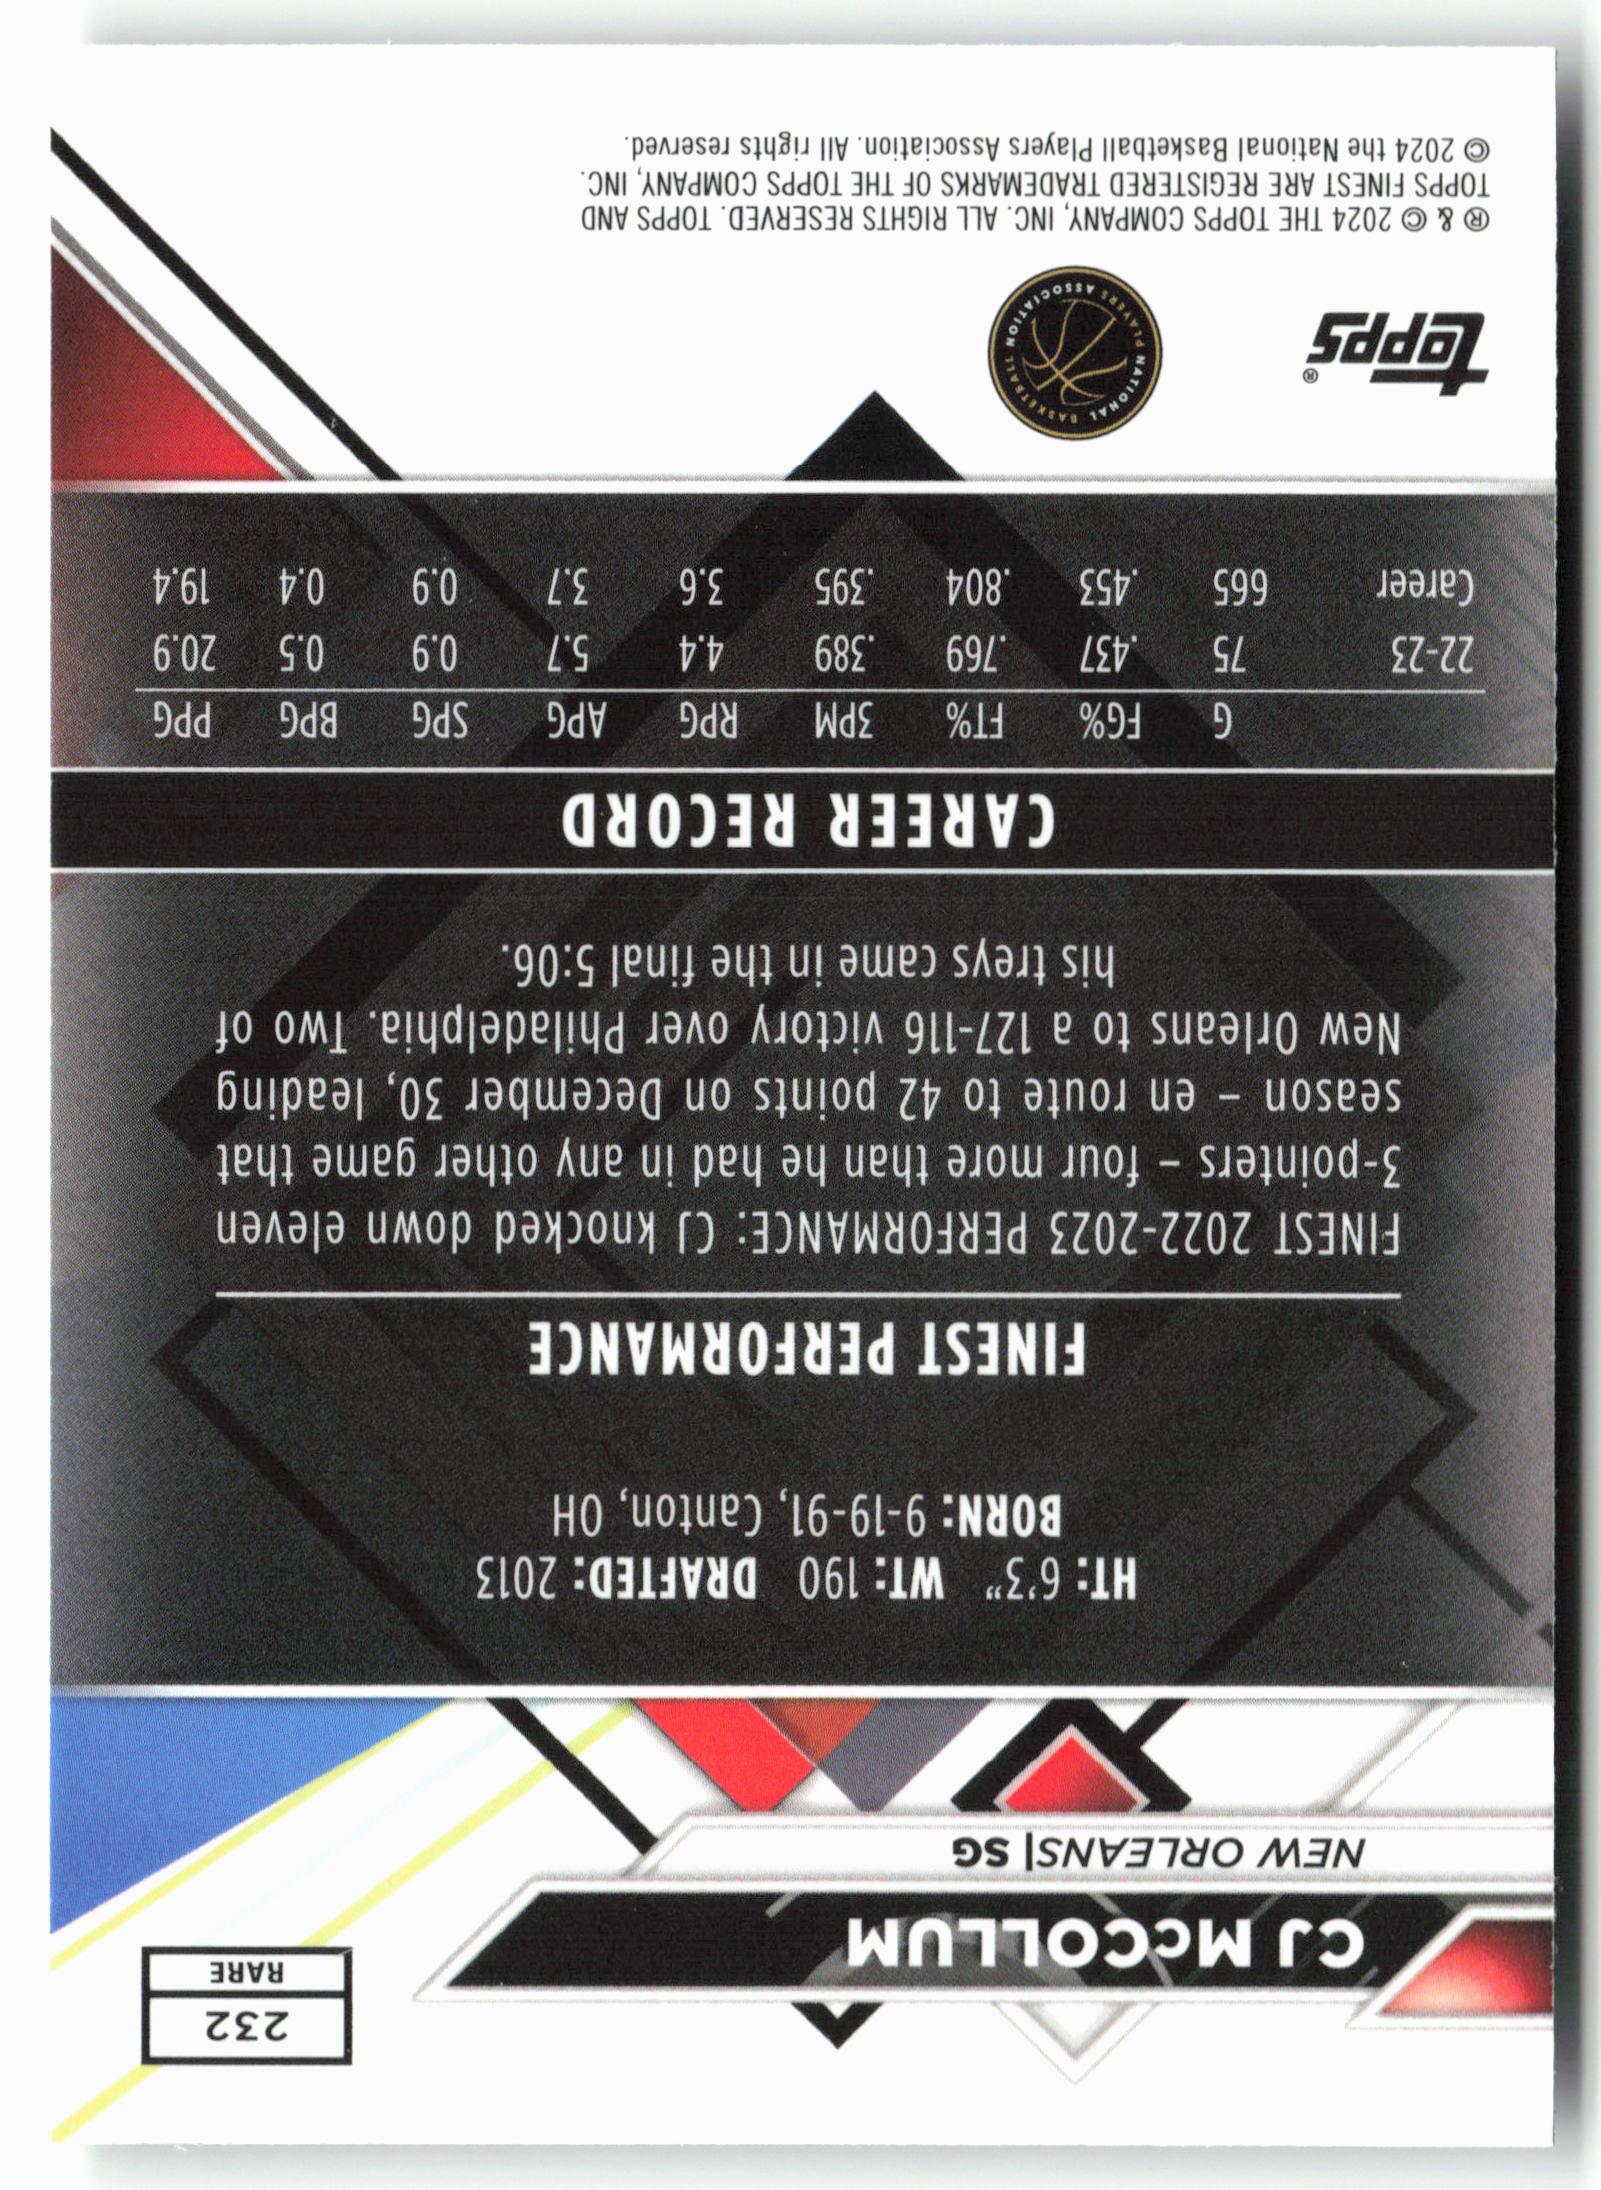 232
RARE
CJ McCOLLUM
NEW ORLEANS| SG
HT: 6'3" WT: 190 DRAFTED: 2013
BORN: 9-19-91, Canton, OH
FINEST PERFORMANCE
FINEST 2022-2023 PERFORMANCE: CJ knocked down eleven
3-pointers – four more than he had in any other game that
season – en route to 42 points on December 30, leading
New Orleans to a 127-116 victory over Philadelphia. Two of
his treys came in the final 5:06.
CAREER RECORD
G FG% FT% 3PM RPG APG SPG BPG PPG
22-23 75 .437 .769 .389 4.4 5.7 0.9 0.5 20.9
Career 665 .453 .804 .395 3.6 3.7 0.9 0.4 19.4
topps®
NATIONAL BASKETBALL PLAYERS ASSOCIATION
® & © 2024 THE TOPPS COMPANY, INC. ALL RIGHTS RESERVED. TOPPS AND
TOPPS FINEST ARE REGISTERED TRADEMARKS OF THE TOPPS COMPANY, INC.
© 2024 the National Basketball Players Association. All rights reserved.